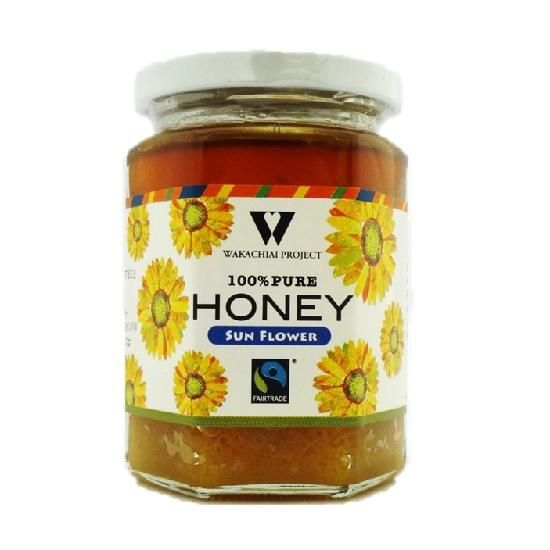 W
WAKACHIAI PROJECT
100% PURE
HONEY
SUN FLOWER
®
FAIRTRADE